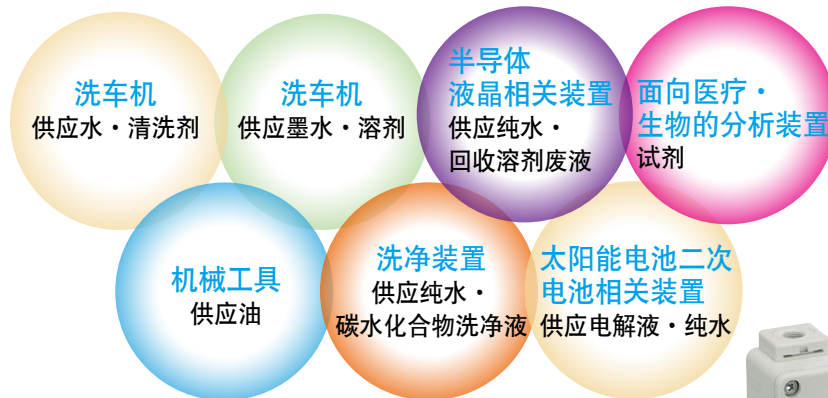 洗车机
供应水・清洗剂
洗车机
供应墨水・溶剂
半导体
液晶相关装置
供应纯水・
回收溶剂废液
面向医疗・
生物的分析装置
试剂
机械工具
供应油
洗净装置
供应纯水・
碳水化合物洗净液
太阳能电池二次
电池相关装置
供应电解液・纯水